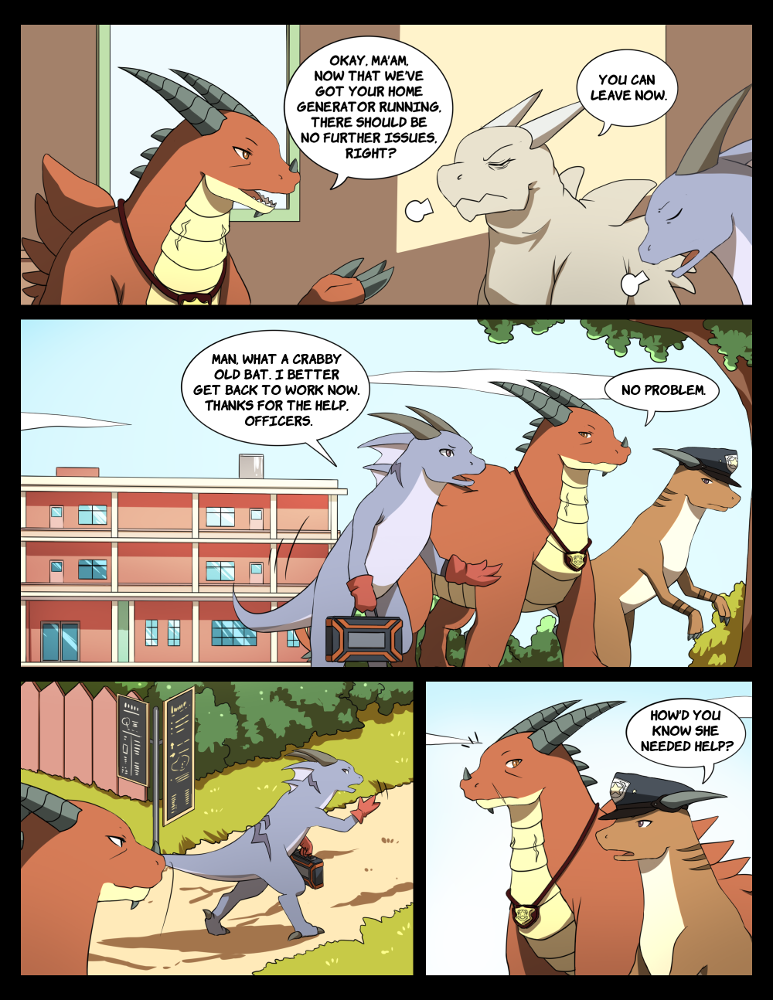 OKAY, MA'AM.
NOW THAT WE'VE
GOT YOUR HOME
GENERATOR RUNNING,
THERE SHOULD BE
NO FURTHER ISSUES,
RIGHT?
YOU CAN
LEAVE NOW.
MAN, WHAT A CRABBY
OLD BAT. I BETTER
GET BACK TO WORK NOW.
THANKS FOR THE HELP,
OFFICERS.
NO PROBLEM.
HOW'D YOU
KNOW SHE
NEEDED HELP?